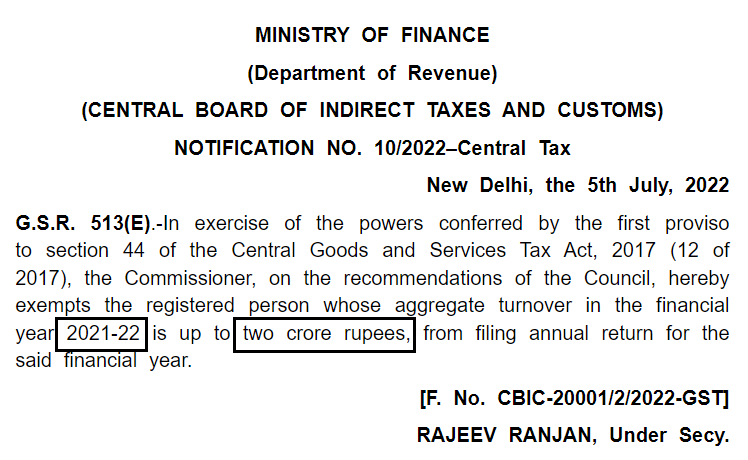 MINISTRY OF FINANCE
(Department of Revenue)
(CENTRAL BOARD OF INDIRECT TAXES AND CUSTOMS)
NOTIFICATION NO. 10/2022–Central Tax
New Delhi, the 5th July, 2022
G.S.R. 513(E).-In exercise of the powers conferred by the first proviso
to section 44 of the Central Goods and Services Tax Act, 2017 (12 of
2017), the Commissioner, on the recommendations of the Council, hereby
exempts the registered person whose aggregate turnover in the financial
year 2021-22 is up to two crore rupees, from filing annual return for the
said financial year.
[F. No. CBIC-20001/2/2022-GST]
RAJEEV RANJAN, Under Secy.